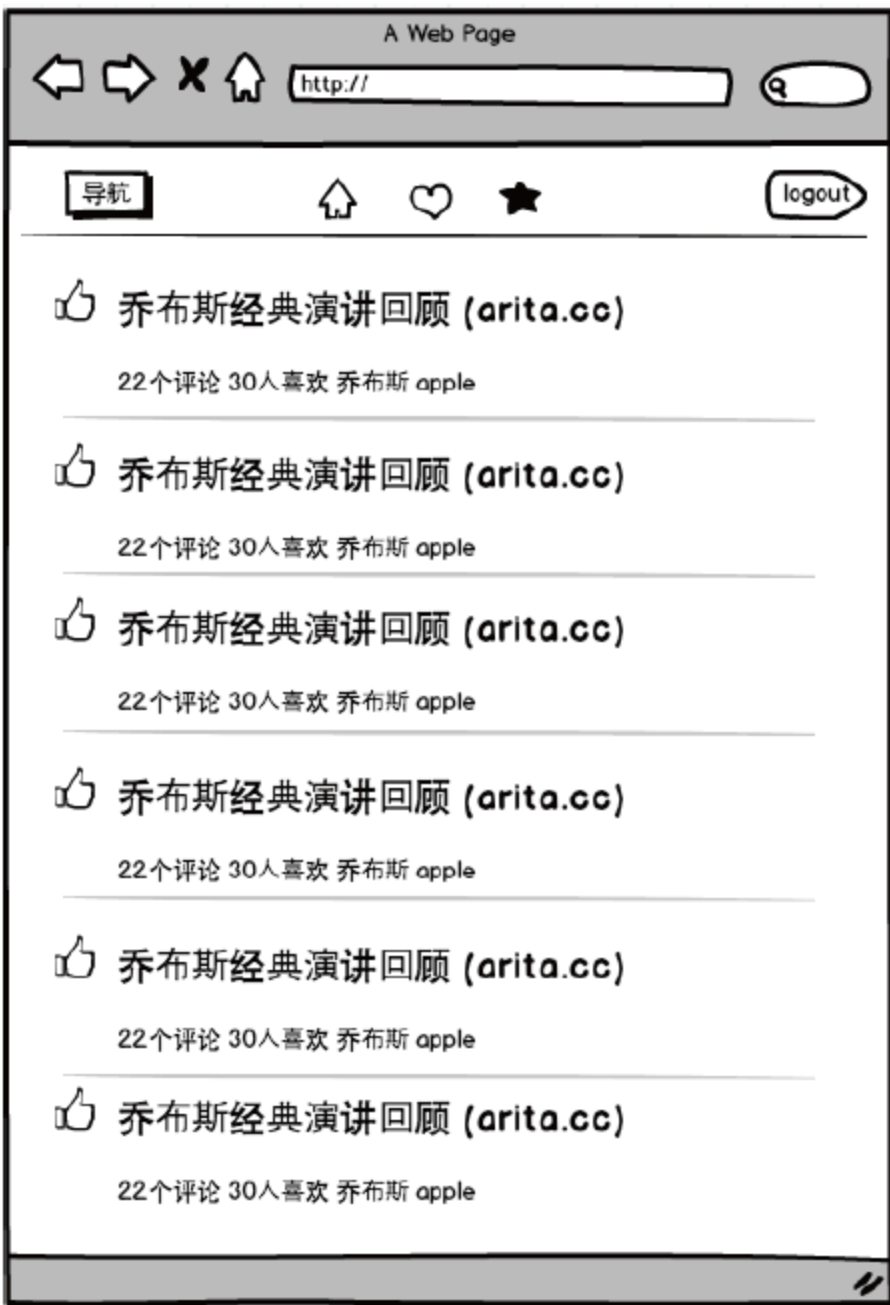 A Web Page
http://
导航
logout
乔布斯经典演讲回顾 (arita.cc)
22个评论 30人喜欢 乔布斯 apple
乔布斯经典演讲回顾 (arita.cc)
22个评论 30人喜欢 乔布斯 apple
乔布斯经典演讲回顾 (arita.cc)
22个评论 30人喜欢 乔布斯 apple
乔布斯经典演讲回顾 (arita.cc)
22个评论 30人喜欢 乔布斯 apple
乔布斯经典演讲回顾 (arita.cc)
22个评论 30人喜欢 乔布斯 apple
乔布斯经典演讲回顾 (arita.cc)
22个评论 30人喜欢 乔布斯 apple